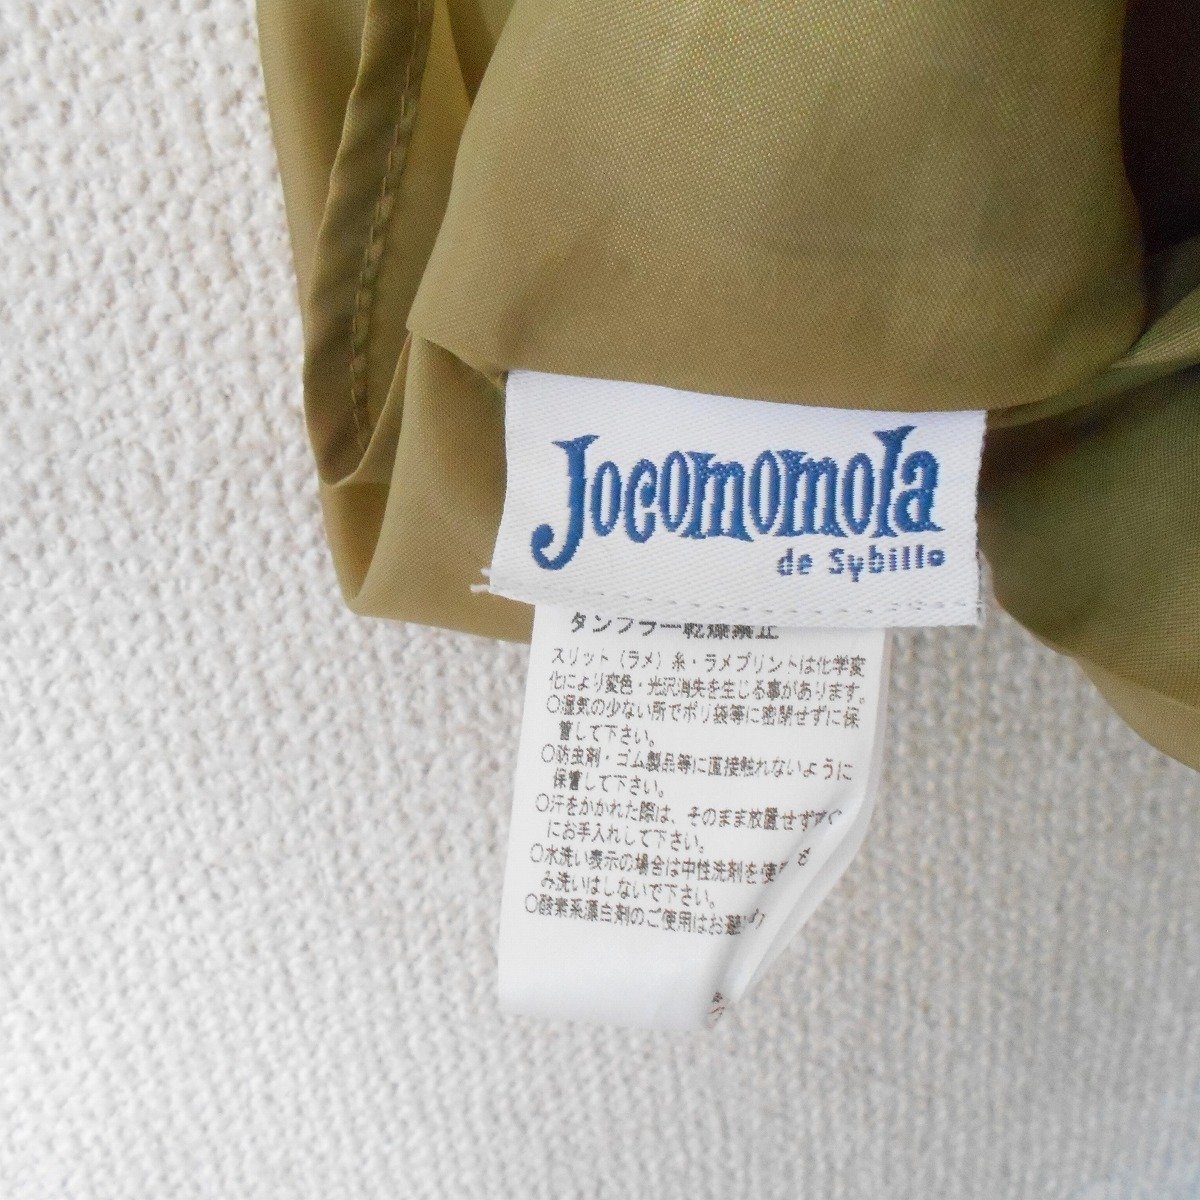 Jocomomola
de Sybilla
タンブラー乾燥禁止
スリット（ラメ）糸・ラメプリントは化学変
化により変色・光沢消失を生じる事があります。
○湿気の少ない所でポリ袋等に密閉せずに保
管して下さい。
○防虫剤・ゴム製品等に直接触れないように
保管して下さい。
○汗をかかれた際は、そのまま放置せずすぐ
にお手入れして下さい。
○水洗い表示の場合は中性洗剤を使
み洗いはしないで下さい。
○酸素系漂白剤のご使用はお避け